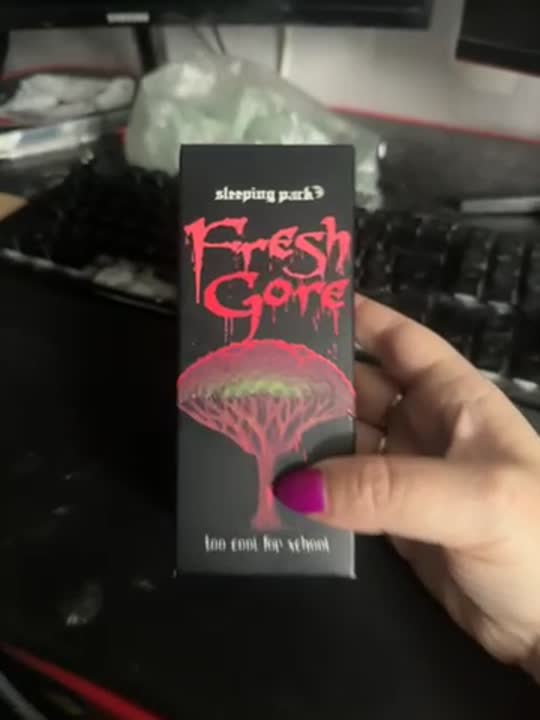 sleeping park
Fresh
Gore
too cool for school